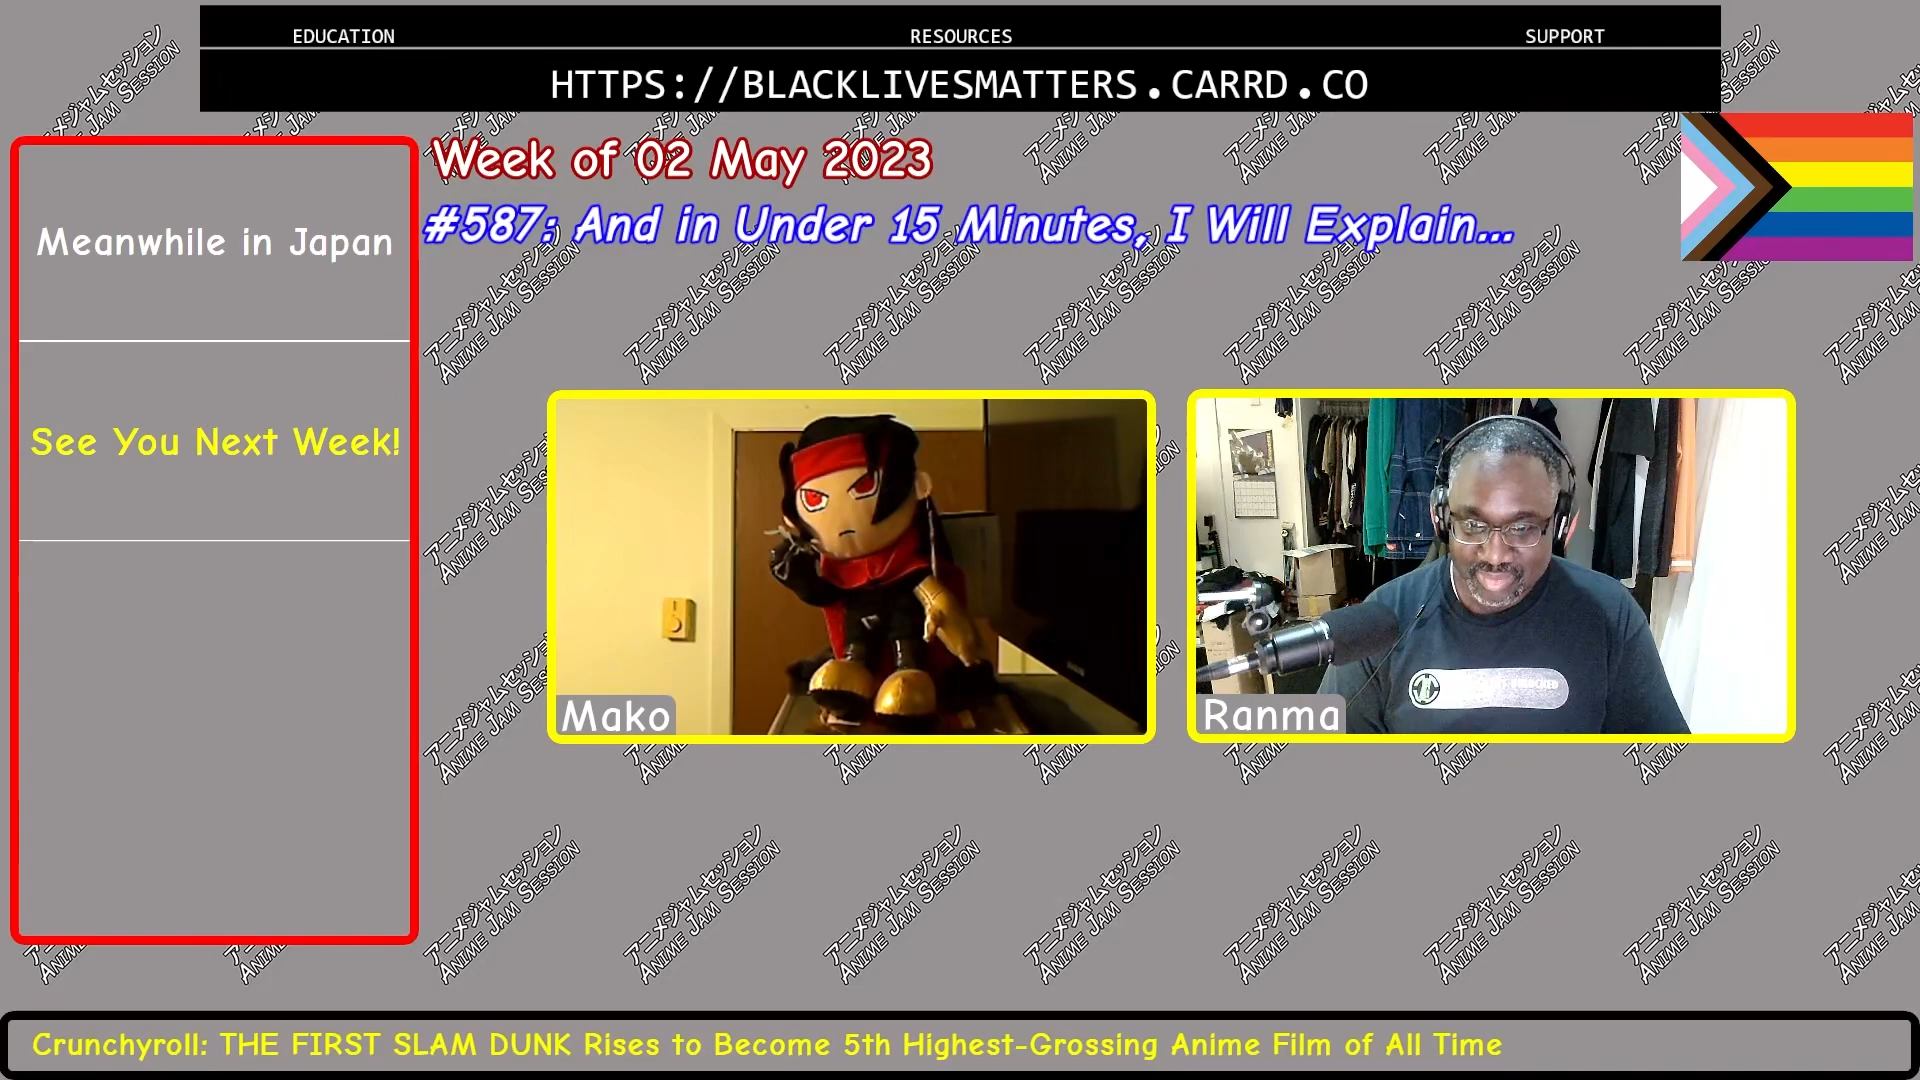 EDUCATION RESOURCES SUPPORT
HTTPS://BLACKLIVESMATTERS.CARRD.CO
Week of 02 May 2023
#587: And in Under 15 Minutes, I Will Explain...
Meanwhile in Japan
See You Next Week!
Mako
Ranma
アニメジャムセッション
ANIME JAM SESSION
Crunchyroll: THE FIRST SLAM DUNK Rises to Become 5th Highest-Grossing Anime Film of All Time